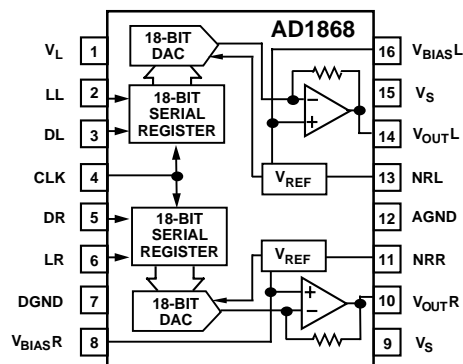 AD1868
VL 1
LL 2
DL 3
CLK 4
DR 5
LR 6
DGND 7
VBIASR 8
18-BIT
DAC
18-BIT
SERIAL
REGISTER
18-BIT
SERIAL
REGISTER
18-BIT
DAC
−
+
VREF
VREF
+
−
16 VBIASL
15 VS
14 VOUTL
13 NRL
12 AGND
11 NRR
10 VOUTR
9 VS